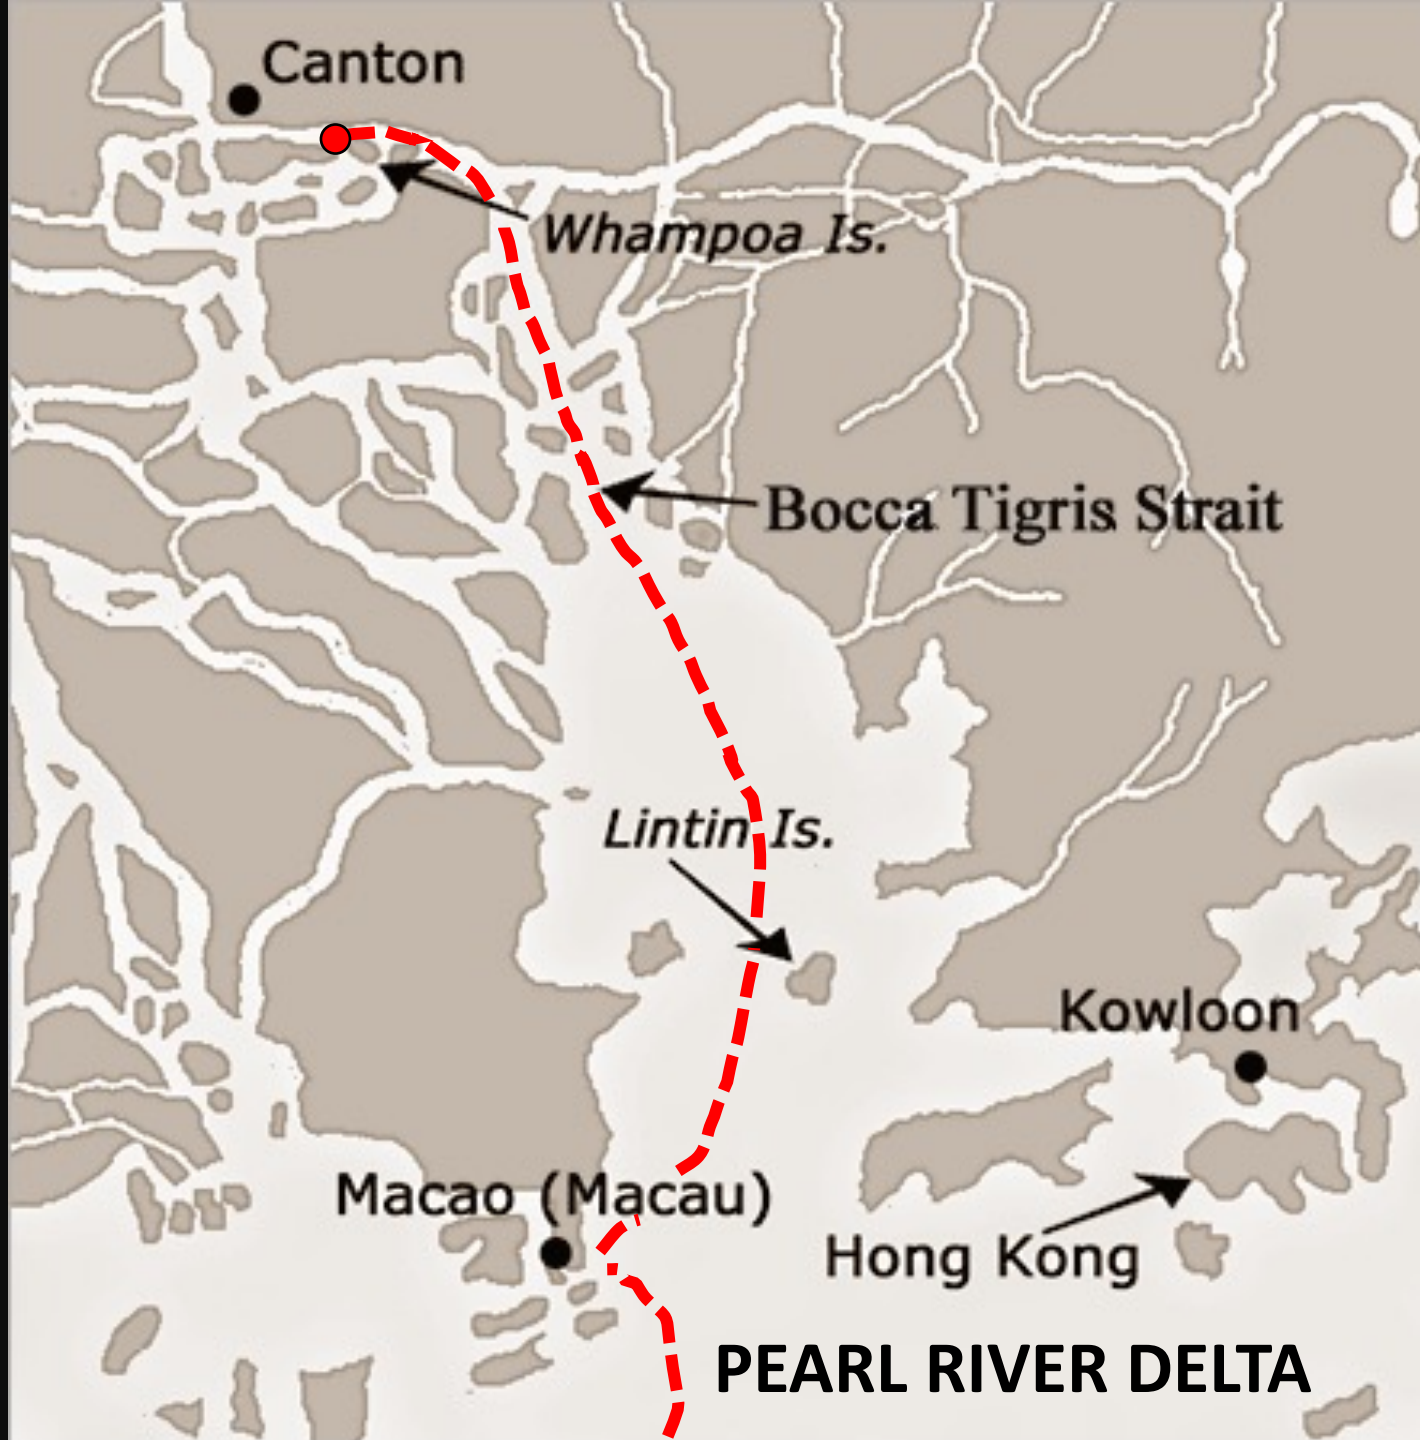 Canton
Whampoa Is.
Bocca Tigris Strait
Lintin Is.
Kowloon
Macao (Macau)
Hong Kong
PEARL RIVER DELTA